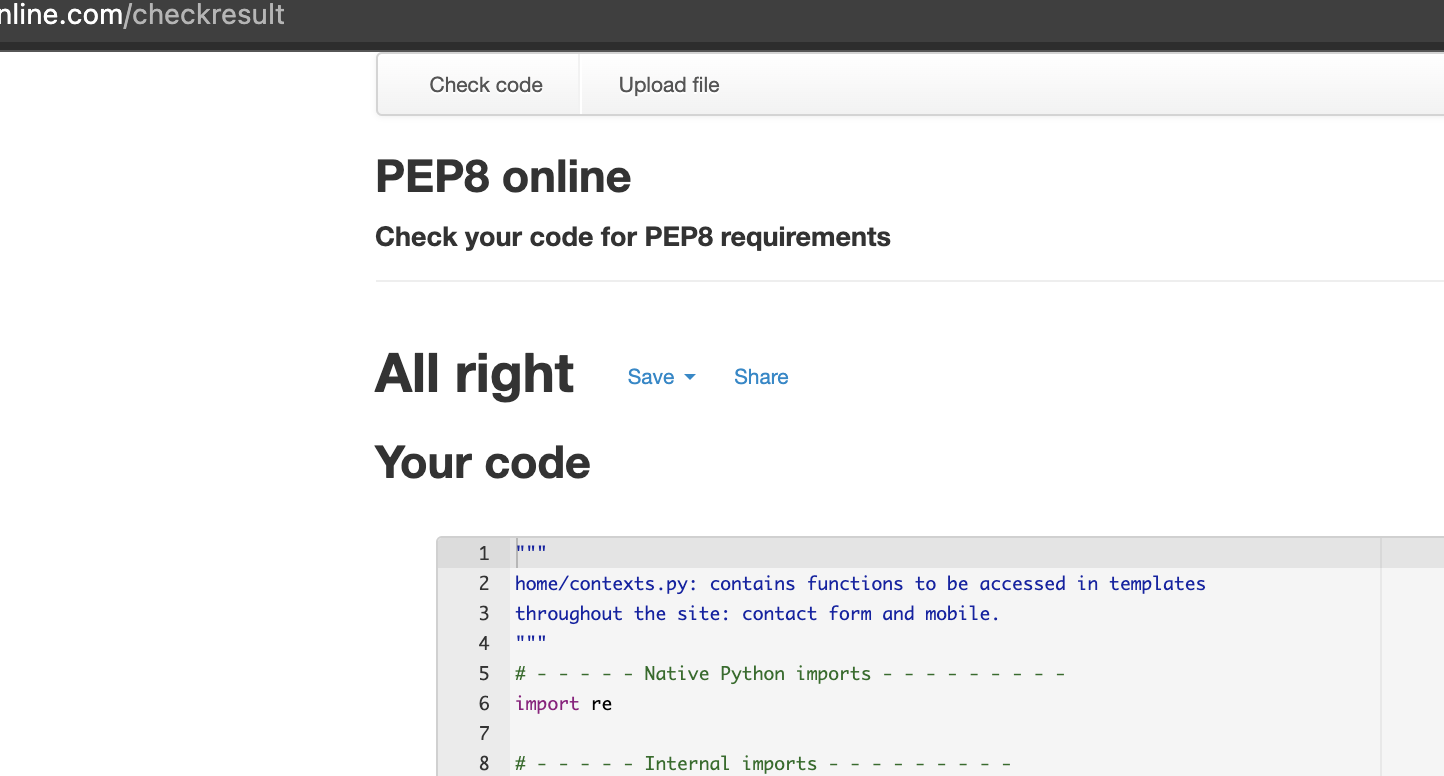 nline.com/checkresult
Check code Upload file
PEP8 online
Check your code for PEP8 requirements
All right Save Share
Your code
1 """
2 home/contexts.py: contains functions to be accessed in templates
3 throughout the site: contact form and mobile.
4 """
5 # - - - - - Native Python imports - - - - - - - - -
6 import re
7
8 # - - - - - Internal imports - - - - - - - - -